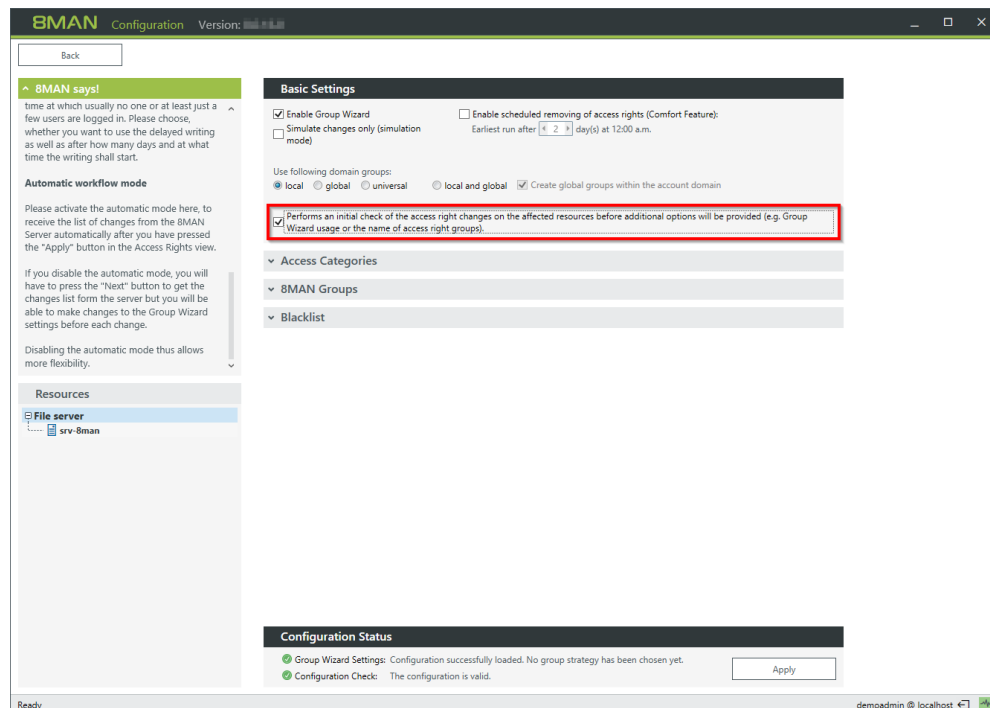 8MAN Configuration Version:
Back
8MAN says!
time at which usually no one or at least just a
few users are logged in. Please choose,
whether you want to use the delayed writing
as well as after how many days and at what
time the writing shall start.
Automatic workflow mode
Please activate the automatic mode here, to
receive the list of changes from the 8MAN
Server automatically after you have pressed
the "Apply" button in the Access Rights view.
If you disable the automatic mode, you will
have to press the "Next" button to get the
changes list form the server but you will be
able to make changes to the Group Wizard
settings before each change.
Disabling the automatic mode thus allows
more flexibility.
Resources
File server
srv-8man
Basic Settings
Enable Group Wizard
Simulate changes only (simulation
mode)
Enable scheduled removing of access rights (Comfort Feature):
Earliest run after 2 day(s) at 12:00 a.m.
Use following domain groups:
local global universal local and global Create global groups within the account domain
Performs an initial check of the access right changes on the affected resources before additional options will be provided (e.g. Group
Wizard usage or the name of access right groups).
Access Categories
8MAN Groups
Blacklist
Configuration Status
Group Wizard Settings: Configuration successfully loaded. No group strategy has been chosen yet.
Configuration Check: The configuration is valid.
Apply
Ready
demoadmin @ localhost